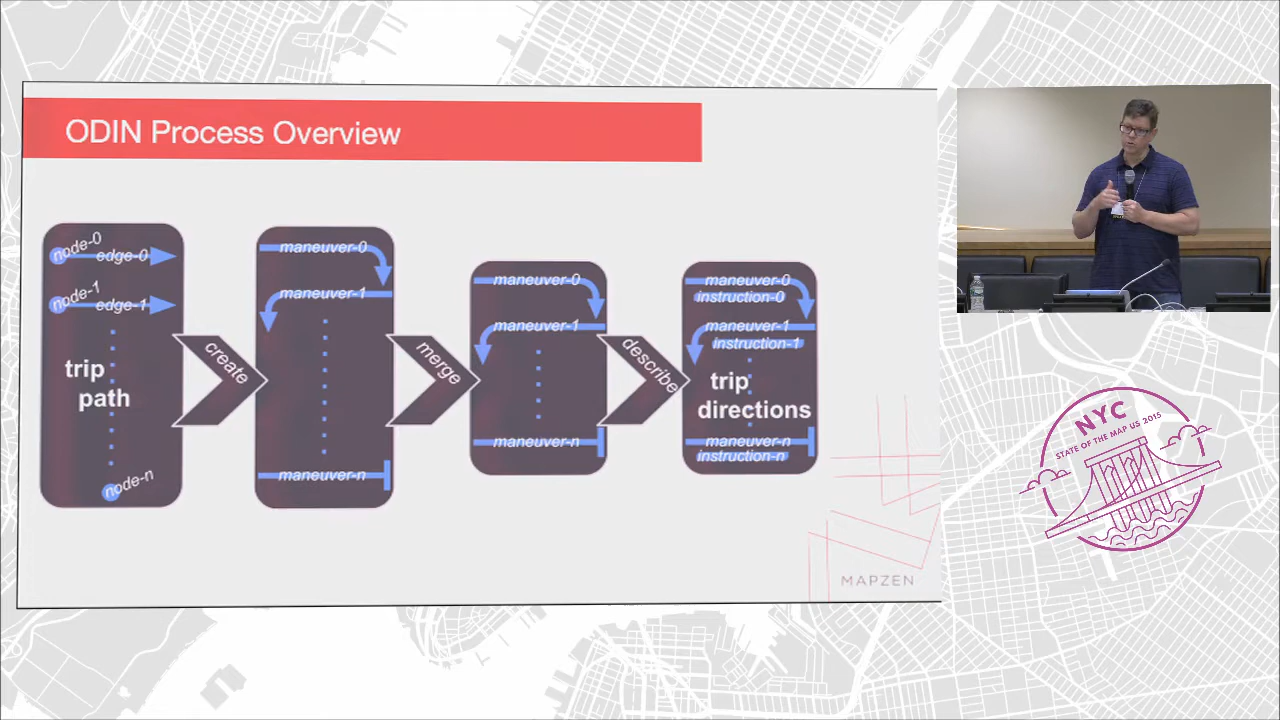 ODIN Process Overview
node-0
edge-0
node-1
edge-1
trip
path
node-n
create
maneuver-0
maneuver-1
maneuver-n
merge
maneuver-0
maneuver-1
maneuver-n
describe
maneuver-0
instruction-0
maneuver-1
instruction-1
trip
directions
maneuver-n
instruction-n
MAPZEN
NYC
STATE OF THE MAP US 2015